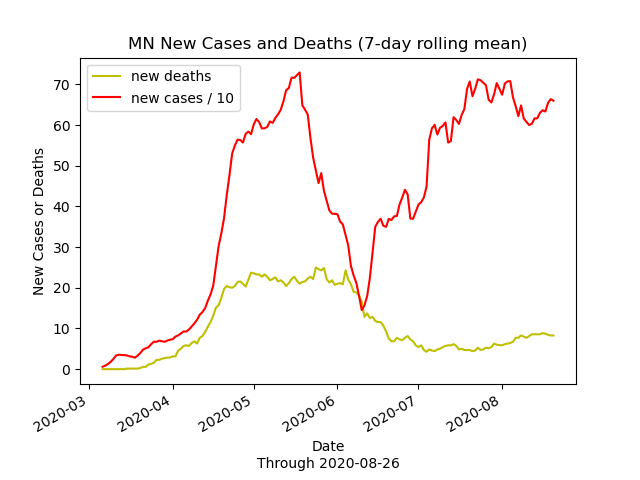 MN New Cases and Deaths (7-day rolling mean)
new deaths
new cases / 10
New Cases or Deaths
70
60
50
40
30
20
10
0
2020-03
2020-04
2020-05
2020-06
2020-07
2020-08
Date
Through 2020-08-26